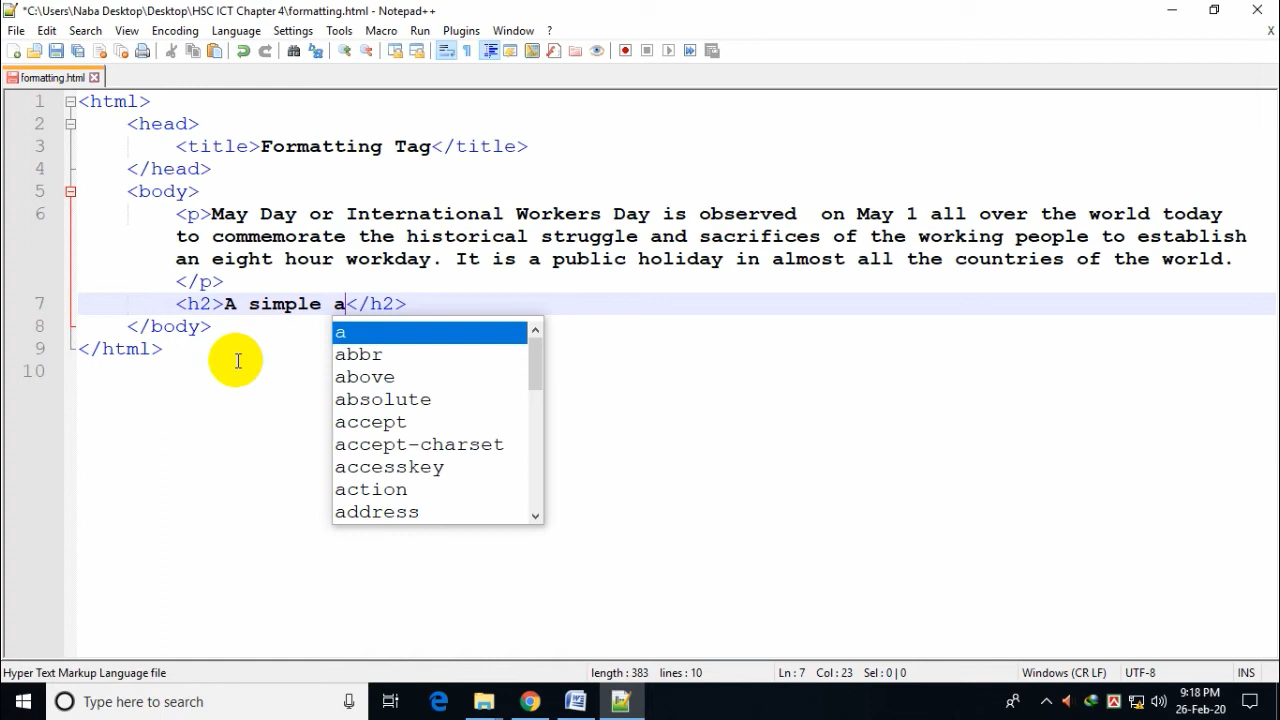 *C:\Users\Naba Desktop\Desktop\HSC ICT Chapter 4\formatting.html - Notepad++
File Edit Search View Encoding Language Settings Tools Macro Run Plugins Window ? X
formatting.html
1 <html>
2 <head>
3 <title>Formatting Tag</title>
4 </head>
5 <body>
6 <p>May Day or International Workers Day is observed  on May 1 all over the world today
to commemorate the historical struggle and sacrifices of the working people to establish
an eight hour workday. It is a public holiday in almost all the countries of the world.
</p>
7 <h2>A simple a</h2>
8 </body>
9 </html>
10
a
abbr
above
absolute
accept
accept-charset
accesskey
action
address
Hyper Text Markup Language file length : 383 lines : 10 Ln : 7 Col : 23 Sel : 0 | 0 Windows (CR LF) UTF-8 INS
Type here to search
9:18 PM
26-Feb-20